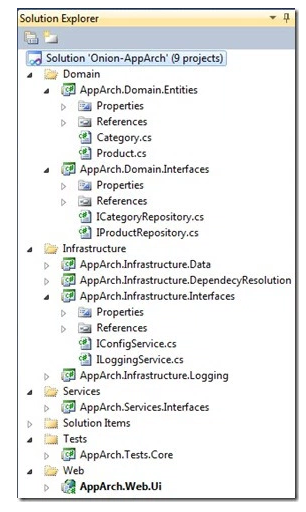 Solution Explorer
Solution 'Onion-AppArch' (9 projects)
Domain
AppArch.Domain.Entities
Properties
References
Category.cs
Product.cs
AppArch.Domain.Interfaces
Properties
References
ICategoryRepository.cs
IProductRepository.cs
Infrastructure
AppArch.Infrastructure.Data
AppArch.Infrastructure.DependecyResolution
AppArch.Infrastructure.Interfaces
Properties
References
IConfigService.cs
ILoggingService.cs
AppArch.Infrastructure.Logging
Services
AppArch.Services.Interfaces
Solution Items
Tests
AppArch.Tests.Core
Web
AppArch.Web.Ui